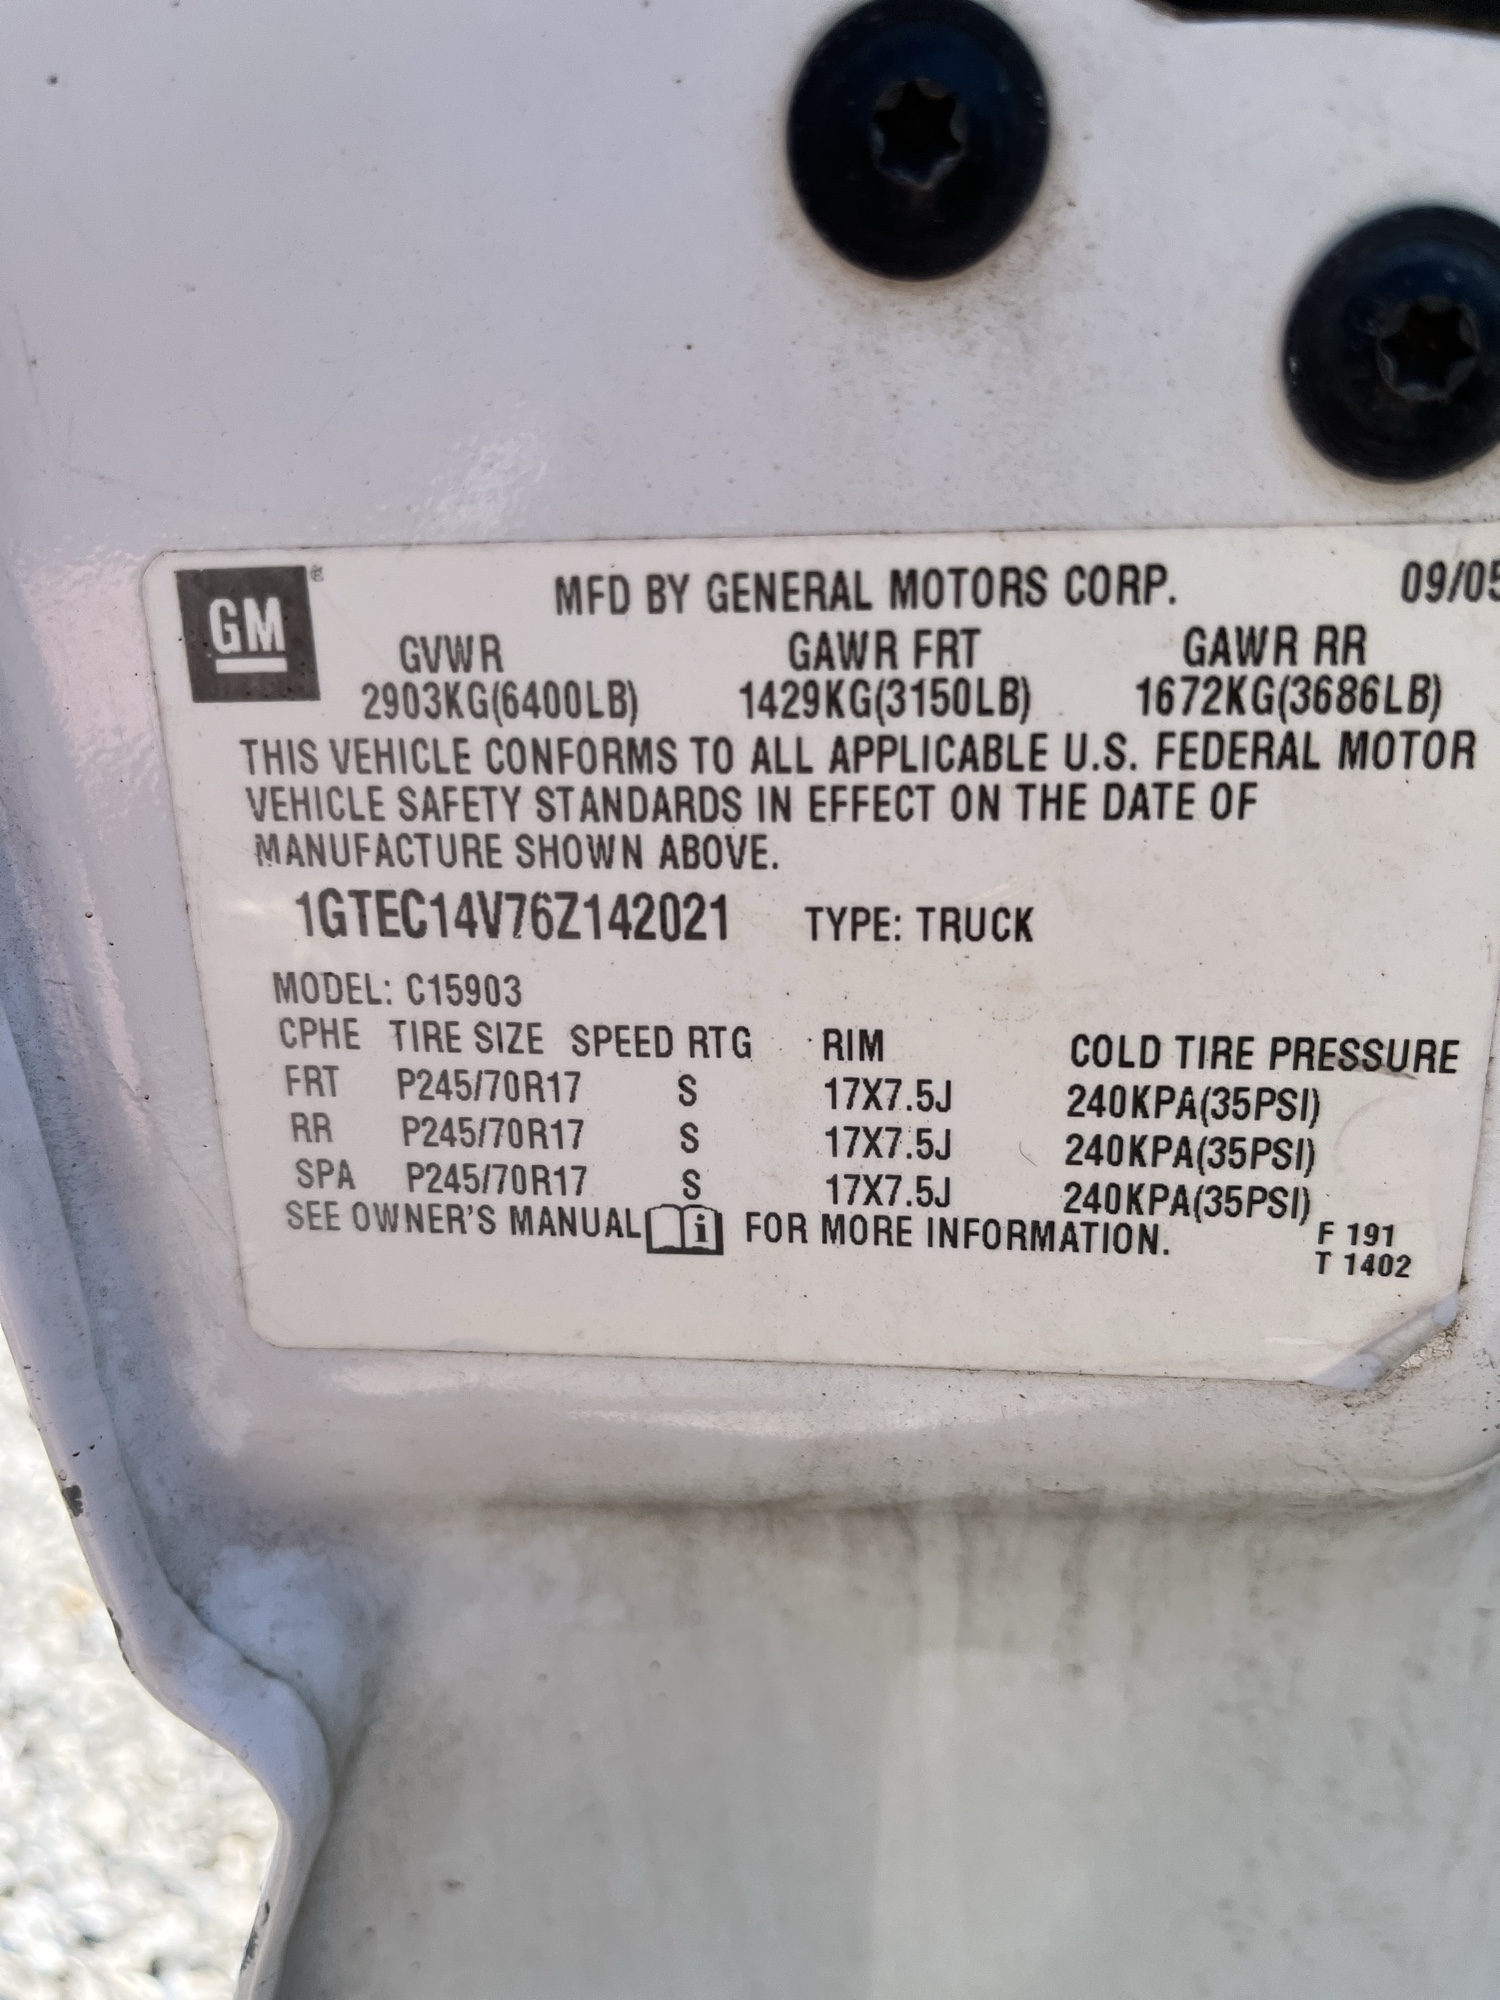 GM®
MFD BY GENERAL MOTORS CORP. 09/05
GVWR GAWR FRT GAWR RR
2903KG(6400LB) 1429KG(3150LB) 1672KG(3686LB)
THIS VEHICLE CONFORMS TO ALL APPLICABLE U.S. FEDERAL MOTOR
VEHICLE SAFETY STANDARDS IN EFFECT ON THE DATE OF
MANUFACTURE SHOWN ABOVE.
1GTEC14V76Z142021 TYPE: TRUCK
MODEL: C15903
CPHE TIRE SIZE SPEED RTG RIM COLD TIRE PRESSURE
FRT P245/70R17 S 17X7.5J 240KPA(35PSI)
RR P245/70R17 S 17X7.5J 240KPA(35PSI)
SPA P245/70R17 S 17X7.5J 240KPA(35PSI)
SEE OWNER'S MANUAL i FOR MORE INFORMATION.
F 191
T 1402